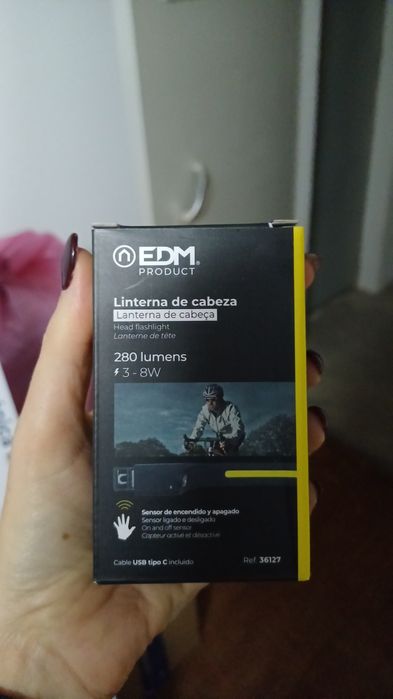 EDM®
PRODUCT
Linterna de cabeza
Lanterna de cabeça
Head flashlight
Lanterne de tête
280 lumens
3 - 8W
Sensor de encendido y apagado
Sensor ligado e desligado
On and off sensor
Capteur activé et désactivé
Cable USB tipo C incluido
Ref. 36127